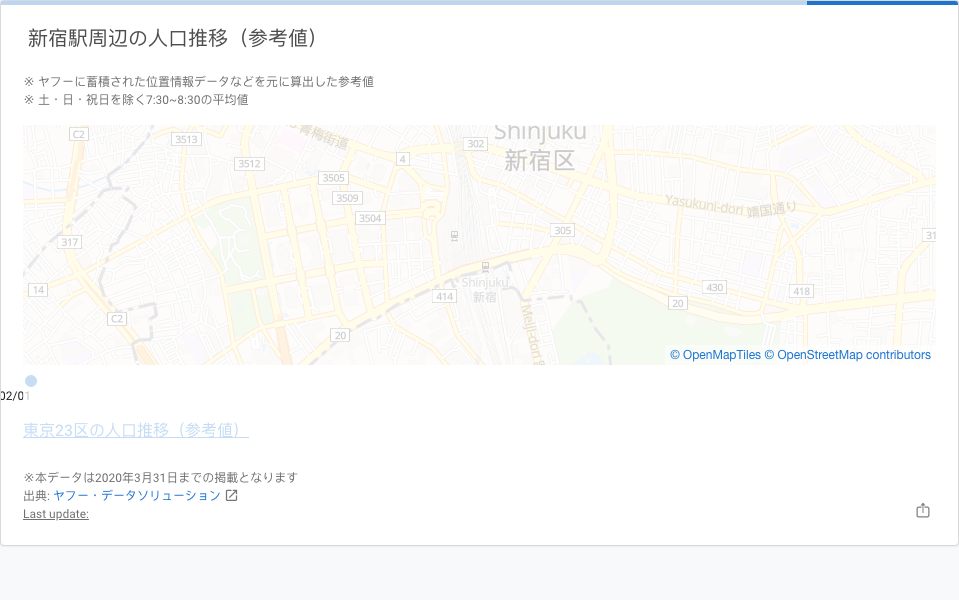 新宿駅周辺の人口推移（参考値）
※ ヤフーに蓄積された位置情報データなどを元に算出した参考値
※ 土・日・祝日を除く7:30~8:30の平均値
Shinjuku
新宿区
C2
3513
青梅街道
302
3512
4
3505
3509
Yasukuni-dori 靖国通り
3504
305
317
31
Shinjuku
新宿
14
414
430
418
20
C2
Meiji-dori
20
© OpenMapTiles © OpenStreetMap contributors
02/01
東京23区の人口推移（参考値）
※本データは2020年3月31日までの掲載となります
出典: ヤフー・データソリューション
Last update: